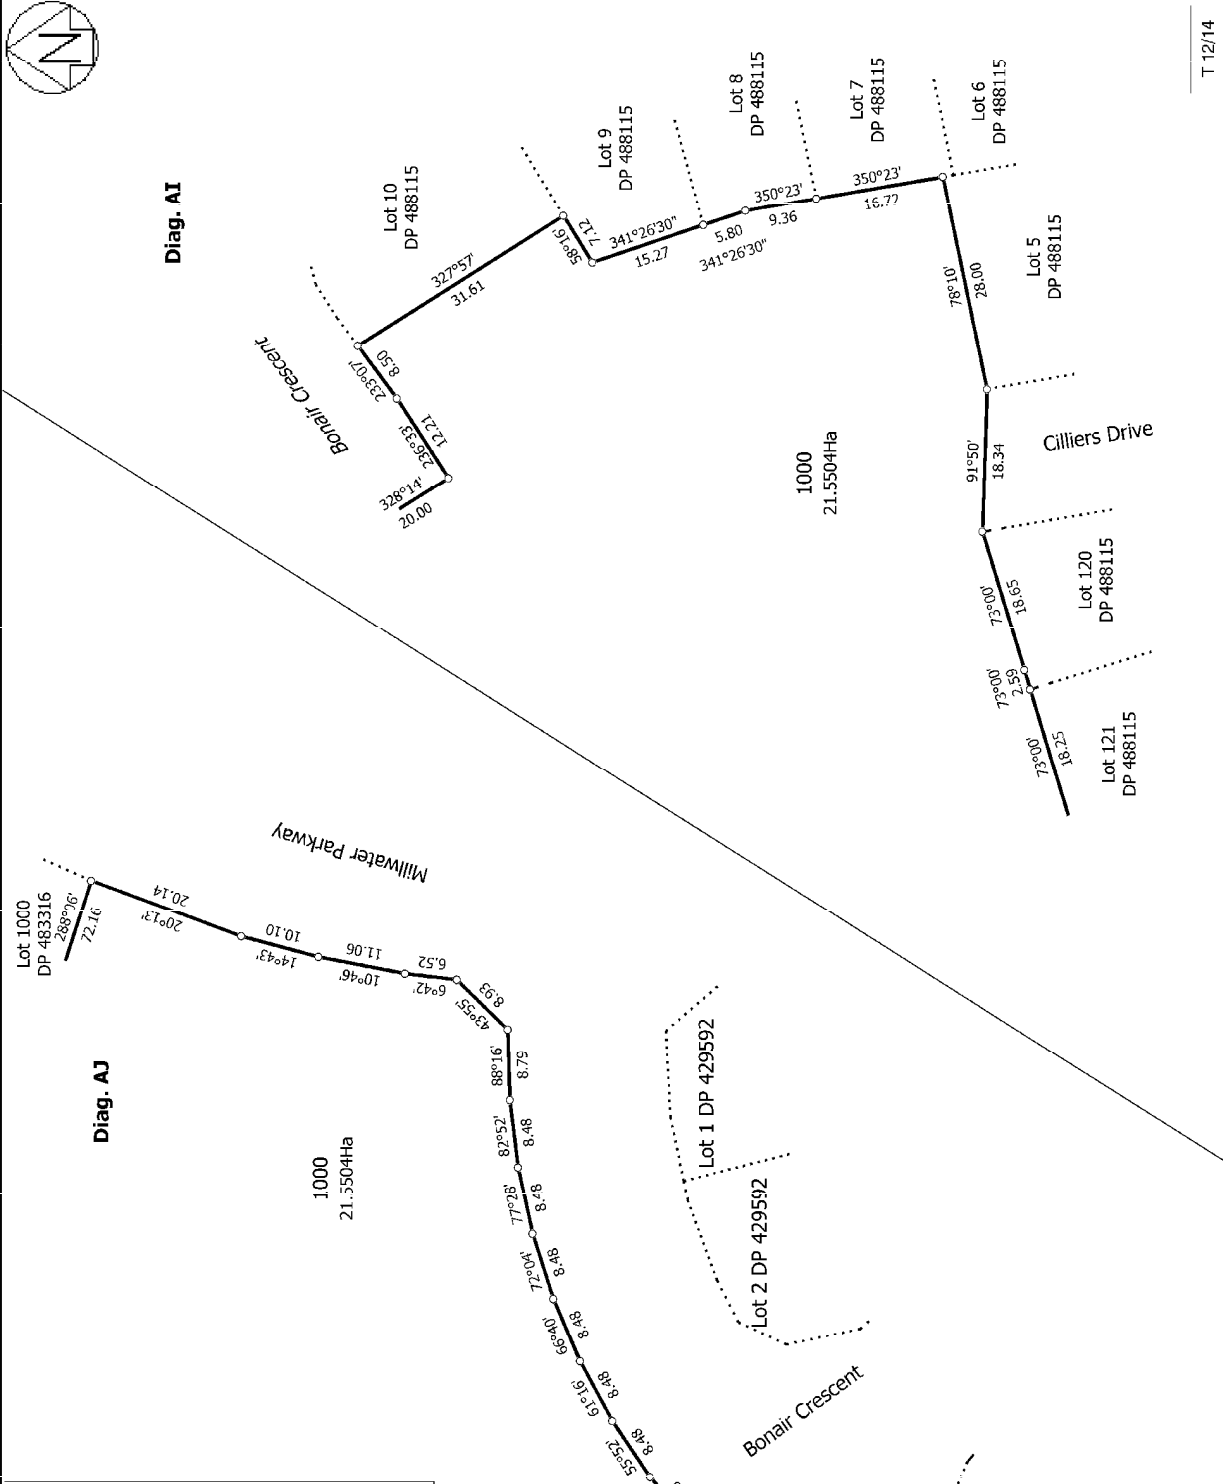 N
T 12/14
Diag. AI
Lot 10
DP 488115
Lot 9
DP 488115
Lot 8
DP 488115
Lot 7
DP 488115
Lot 6
DP 488115
Lot 5
DP 488115
Bonair Crescent
328°14'
20.00
236°33'
12.21
233°07'
8.50
327°57'
31.61
58°16'
7.12
341°26'30"
15.27
5.80
341°26'30"
350°23'
9.36
350°23'
16.77
78°10'
28.00
91°50'
18.34
Cilliers Drive
1000
21.5504Ha
73°00'
18.65
Lot 120
DP 488115
73°00'
2.59
73°00'
18.25
Lot 121
DP 488115
Diag. AJ
Lot 1000
DP 483316
288°06'
72.16
Millwater Parkway
20°13'
20.14
14°43'
10.10
10°46'
11.06
6°42'
6.52
43°55'
8.93
88°16'
8.79
82°52'
8.48
77°28'
8.48
72°04'
8.48
66°40'
8.48
61°16'
8.48
55°52'
8.48
1000
21.5504Ha
Lot 1 DP 429592
Lot 2 DP 429592
Bonair Crescent